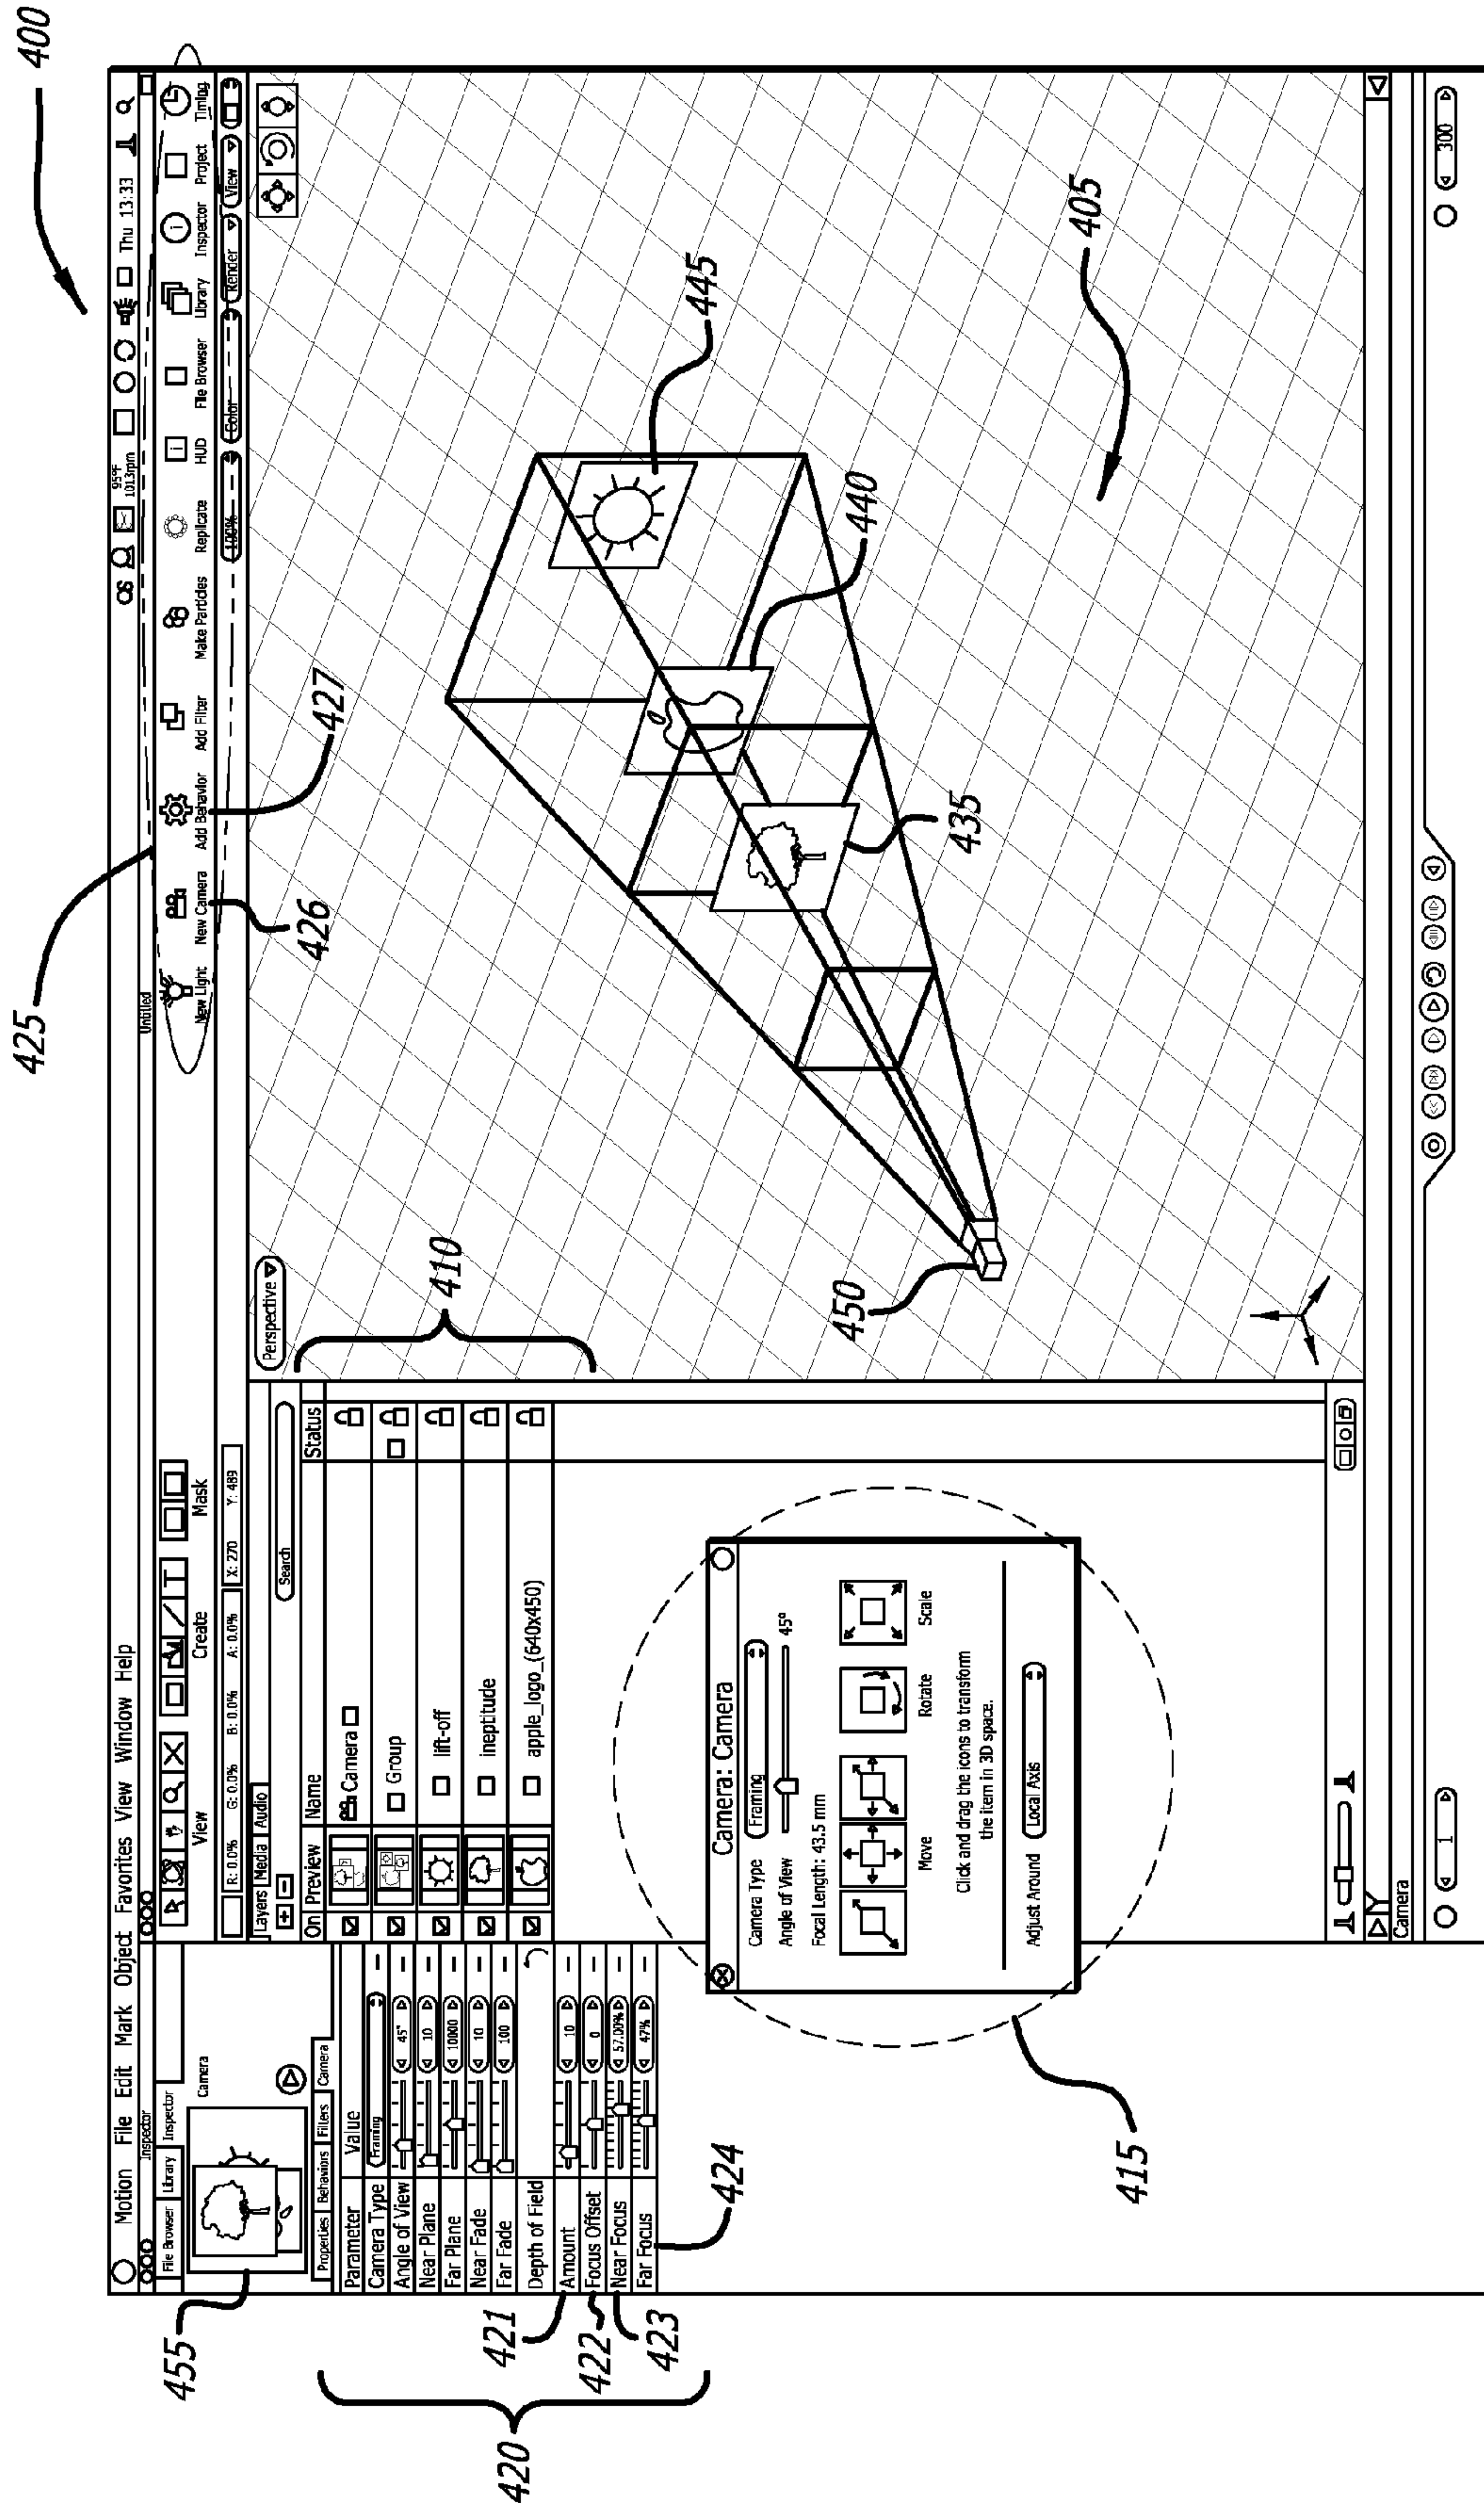 400
425
Motion File Edit Mark Object Favorites View Window Help
95°F
1013rpm
Thu 13:33
Inspector
Untitled
File Browser Library Inspector
View
Create
Mask
New Light
New Camera
Add Behavior
Add Filter
Make Particles
Replicate
HUD
File Browser
Library
Inspector
Project
Timing
426
427
R: 0.0% G: 0.0% B: 0.0% A: 0.0% X: 270 Y: 489
100% Color Render View
455
Camera
Layers Media Audio
Search
Perspective
410
On Preview Name Status
Camera
Group
lift-off
ineptitude
apple_logo_(640x450)
Properties Behaviors Filters Camera
Parameter Value
Camera Type Framing
Angle of View 45°
Near Plane 10
Far Plane 10000
Near Fade 10
Far Fade 100
Depth of Field
Amount 10
Focus Offset 0
Near Focus 57.00%
Far Focus 47%
420
421
422
423
424
445
440
435
450
405
Camera: Camera
Camera Type Framing
Angle of View 45°
Focal Length: 43.5 mm
Move
Rotate
Scale
Click and drag the icons to transform
the item in 3D space.
Adjust Around Local Axis
415
Camera
1
300